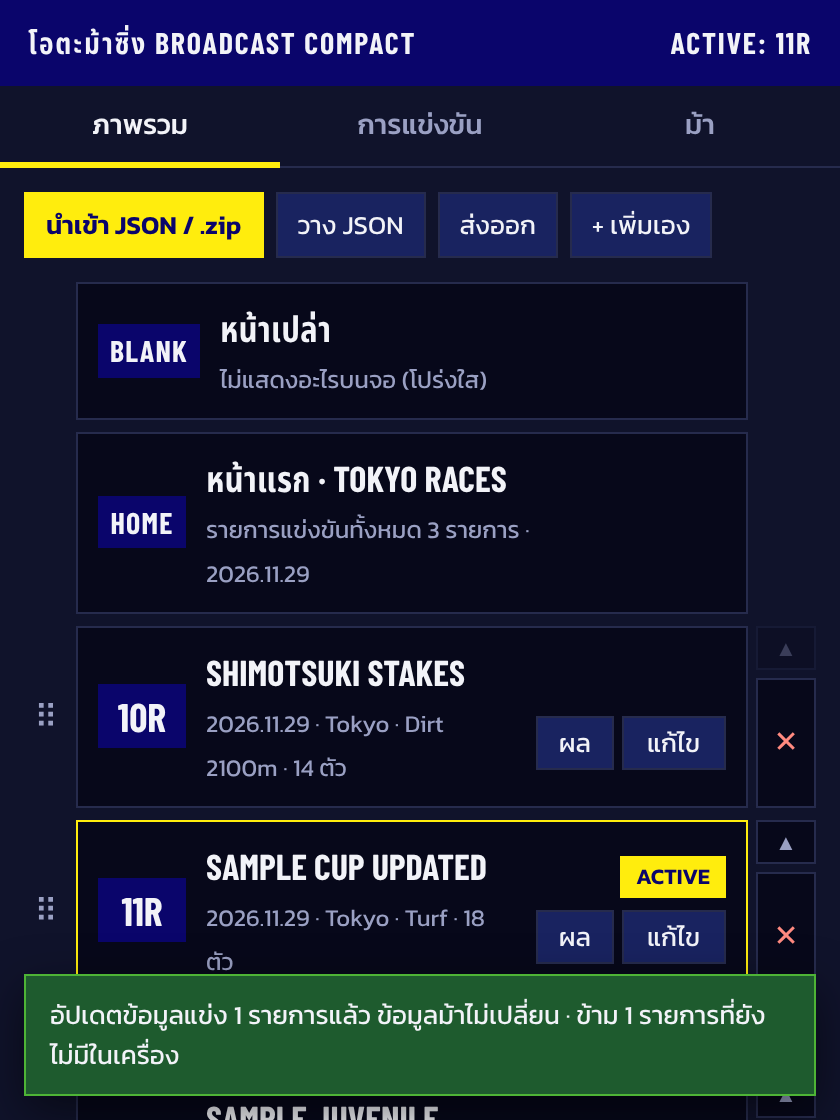 โอตะม้าซิ่ง BROADCAST COMPACT
ACTIVE: 11R
ภาพรวม
การแข่งขัน
ม้า
นำเข้า JSON / .zip
วาง JSON
ส่งออก
+ เพิ่มเอง
BLANK
หน้าเปล่า
ไม่แสดงอะไรบนจอ (โปร่งใส)
HOME
หน้าแรก · TOKYO RACES
รายการแข่งขันทั้งหมด 3 รายการ ·
2026.11.29
10R
SHIMOTSUKI STAKES
2026.11.29 · Tokyo · Dirt
2100m · 14 ตัว
ผล
แก้ไข
▲
✕
11R
SAMPLE CUP UPDATED
2026.11.29 · Tokyo · Turf · 18
ตัว
ACTIVE
ผล
แก้ไข
▲
✕
อัปเดตข้อมูลแข่ง 1 รายการแล้ว ข้อมูลม้าไม่เปลี่ยน · ข้าม 1 รายการที่ยัง
ไม่มีในเครื่อง
SAMPLE JUVENILE